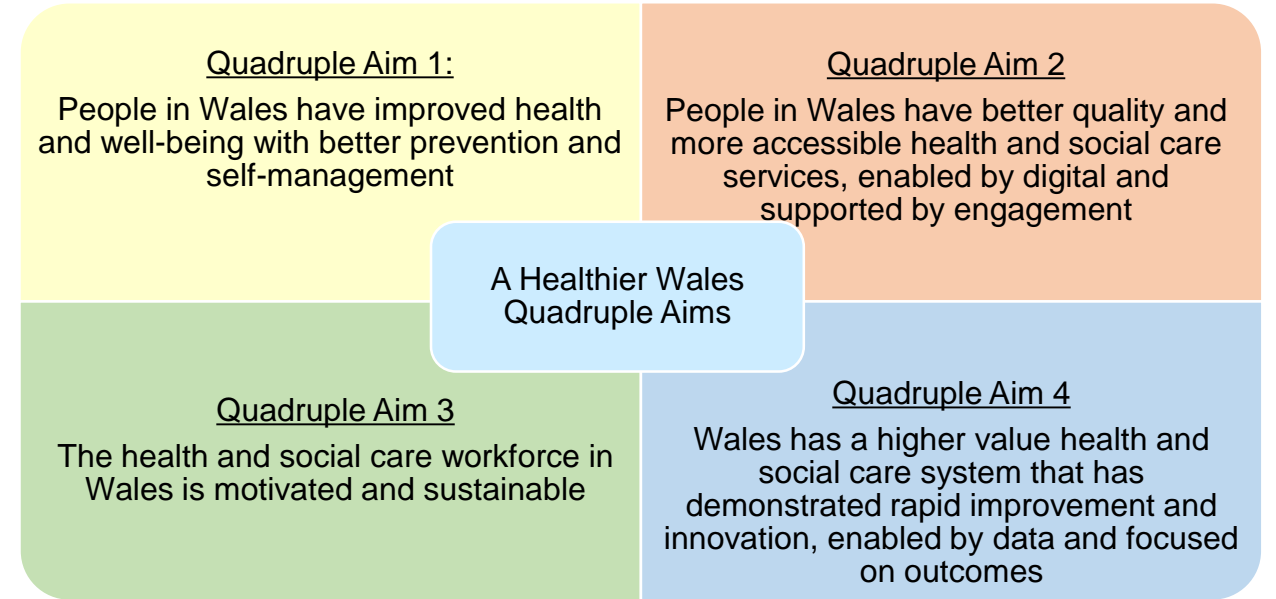 Quadruple Aim 1:
People in Wales have improved health
and well-being with better prevention and
self-management
Quadruple Aim 2
People in Wales have better quality and
more accessible health and social care
services, enabled by digital and
supported by engagement
A Healthier Wales
Quadruple Aims
Quadruple Aim 3
The health and social care workforce in
Wales is motivated and sustainable
Quadruple Aim 4
Wales has a higher value health and
social care system that has
demonstrated rapid improvement and
innovation, enabled by data and focused
on outcomes